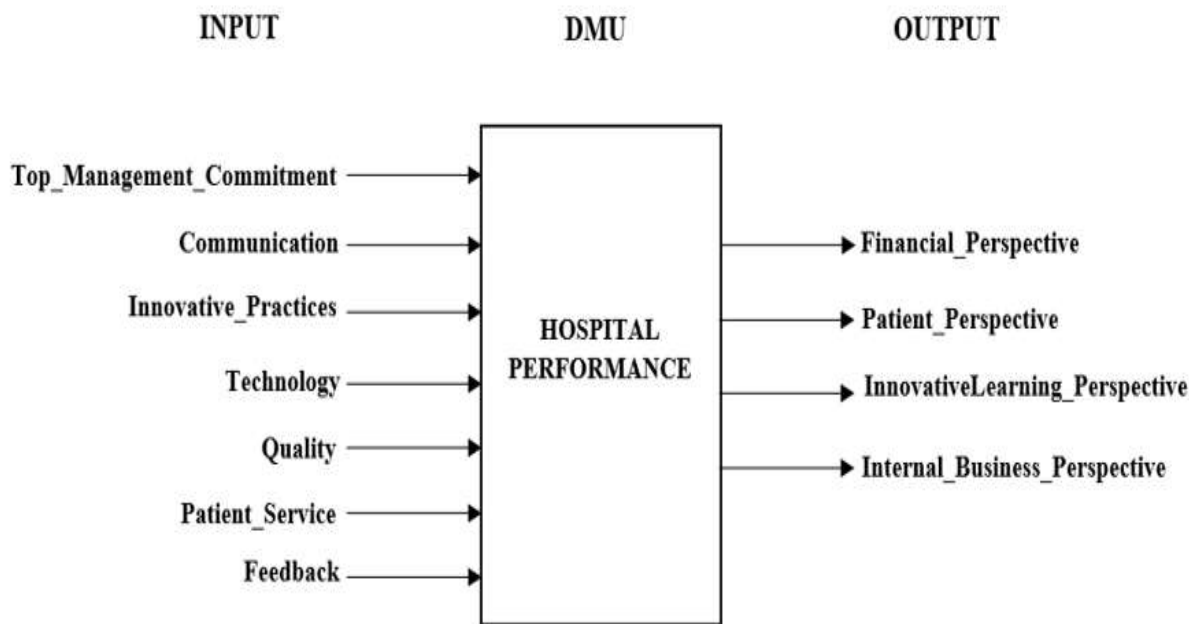 INPUT
DMU
OUTPUT
Top_Management_Commitment
Communication
Innovative_Practices
Technology
Quality
Patient_Service
Feedback
HOSPITAL
PERFORMANCE
Financial_Perspective
Patient_Perspective
InnovativeLearning_Perspective
Internal_Business_Perspective